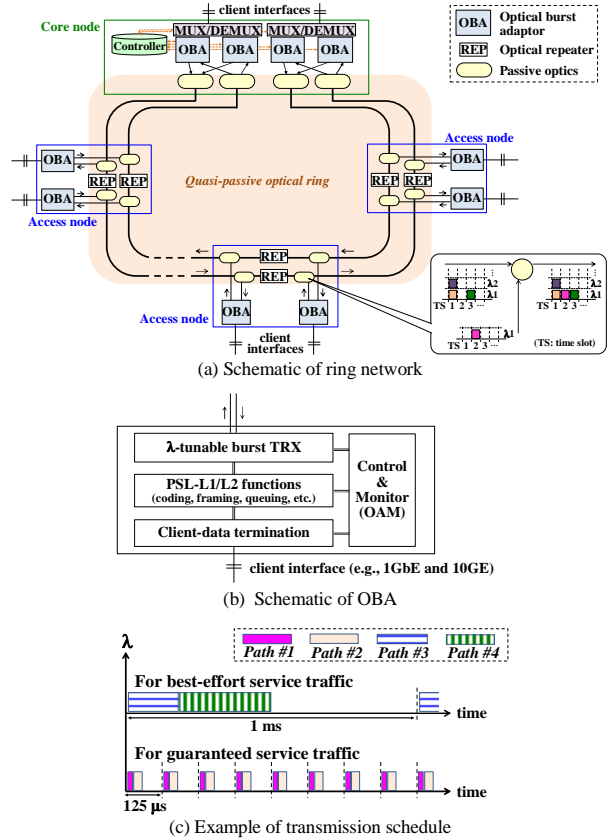 client interfaces
Core node
MUX/DEMUX MUX/DEMUX
Controller
OBA OBA OBA OBA
OBA Optical burst adaptor
REP Optical repeater
Passive optics
Access node
OBA
OBA
REP REP
Access node
Quasi-passive optical ring
OBA
OBA
REP REP
Access node
REP
REP
OBA OBA
Access node
client interfaces
λ2
λ1
TS 1 2 3 ...
λ2
λ1
TS 1 2 3 ...
λ1
TS 1 2 3 ...
(TS: time slot)
(a) Schematic of ring network
λ-tunable burst TRX
PSL-L1/L2 functions
(coding, framing, queuing, etc.)
Client-data termination
Control
&
Monitor
(OAM)
client interface (e.g., 1GbE and 10GE)
(b) Schematic of OBA
Path #1 Path #2 Path #3 Path #4
λ
For best-effort service traffic
time
1 ms
For guaranteed service traffic
time
125 μs
(c) Example of transmission schedule